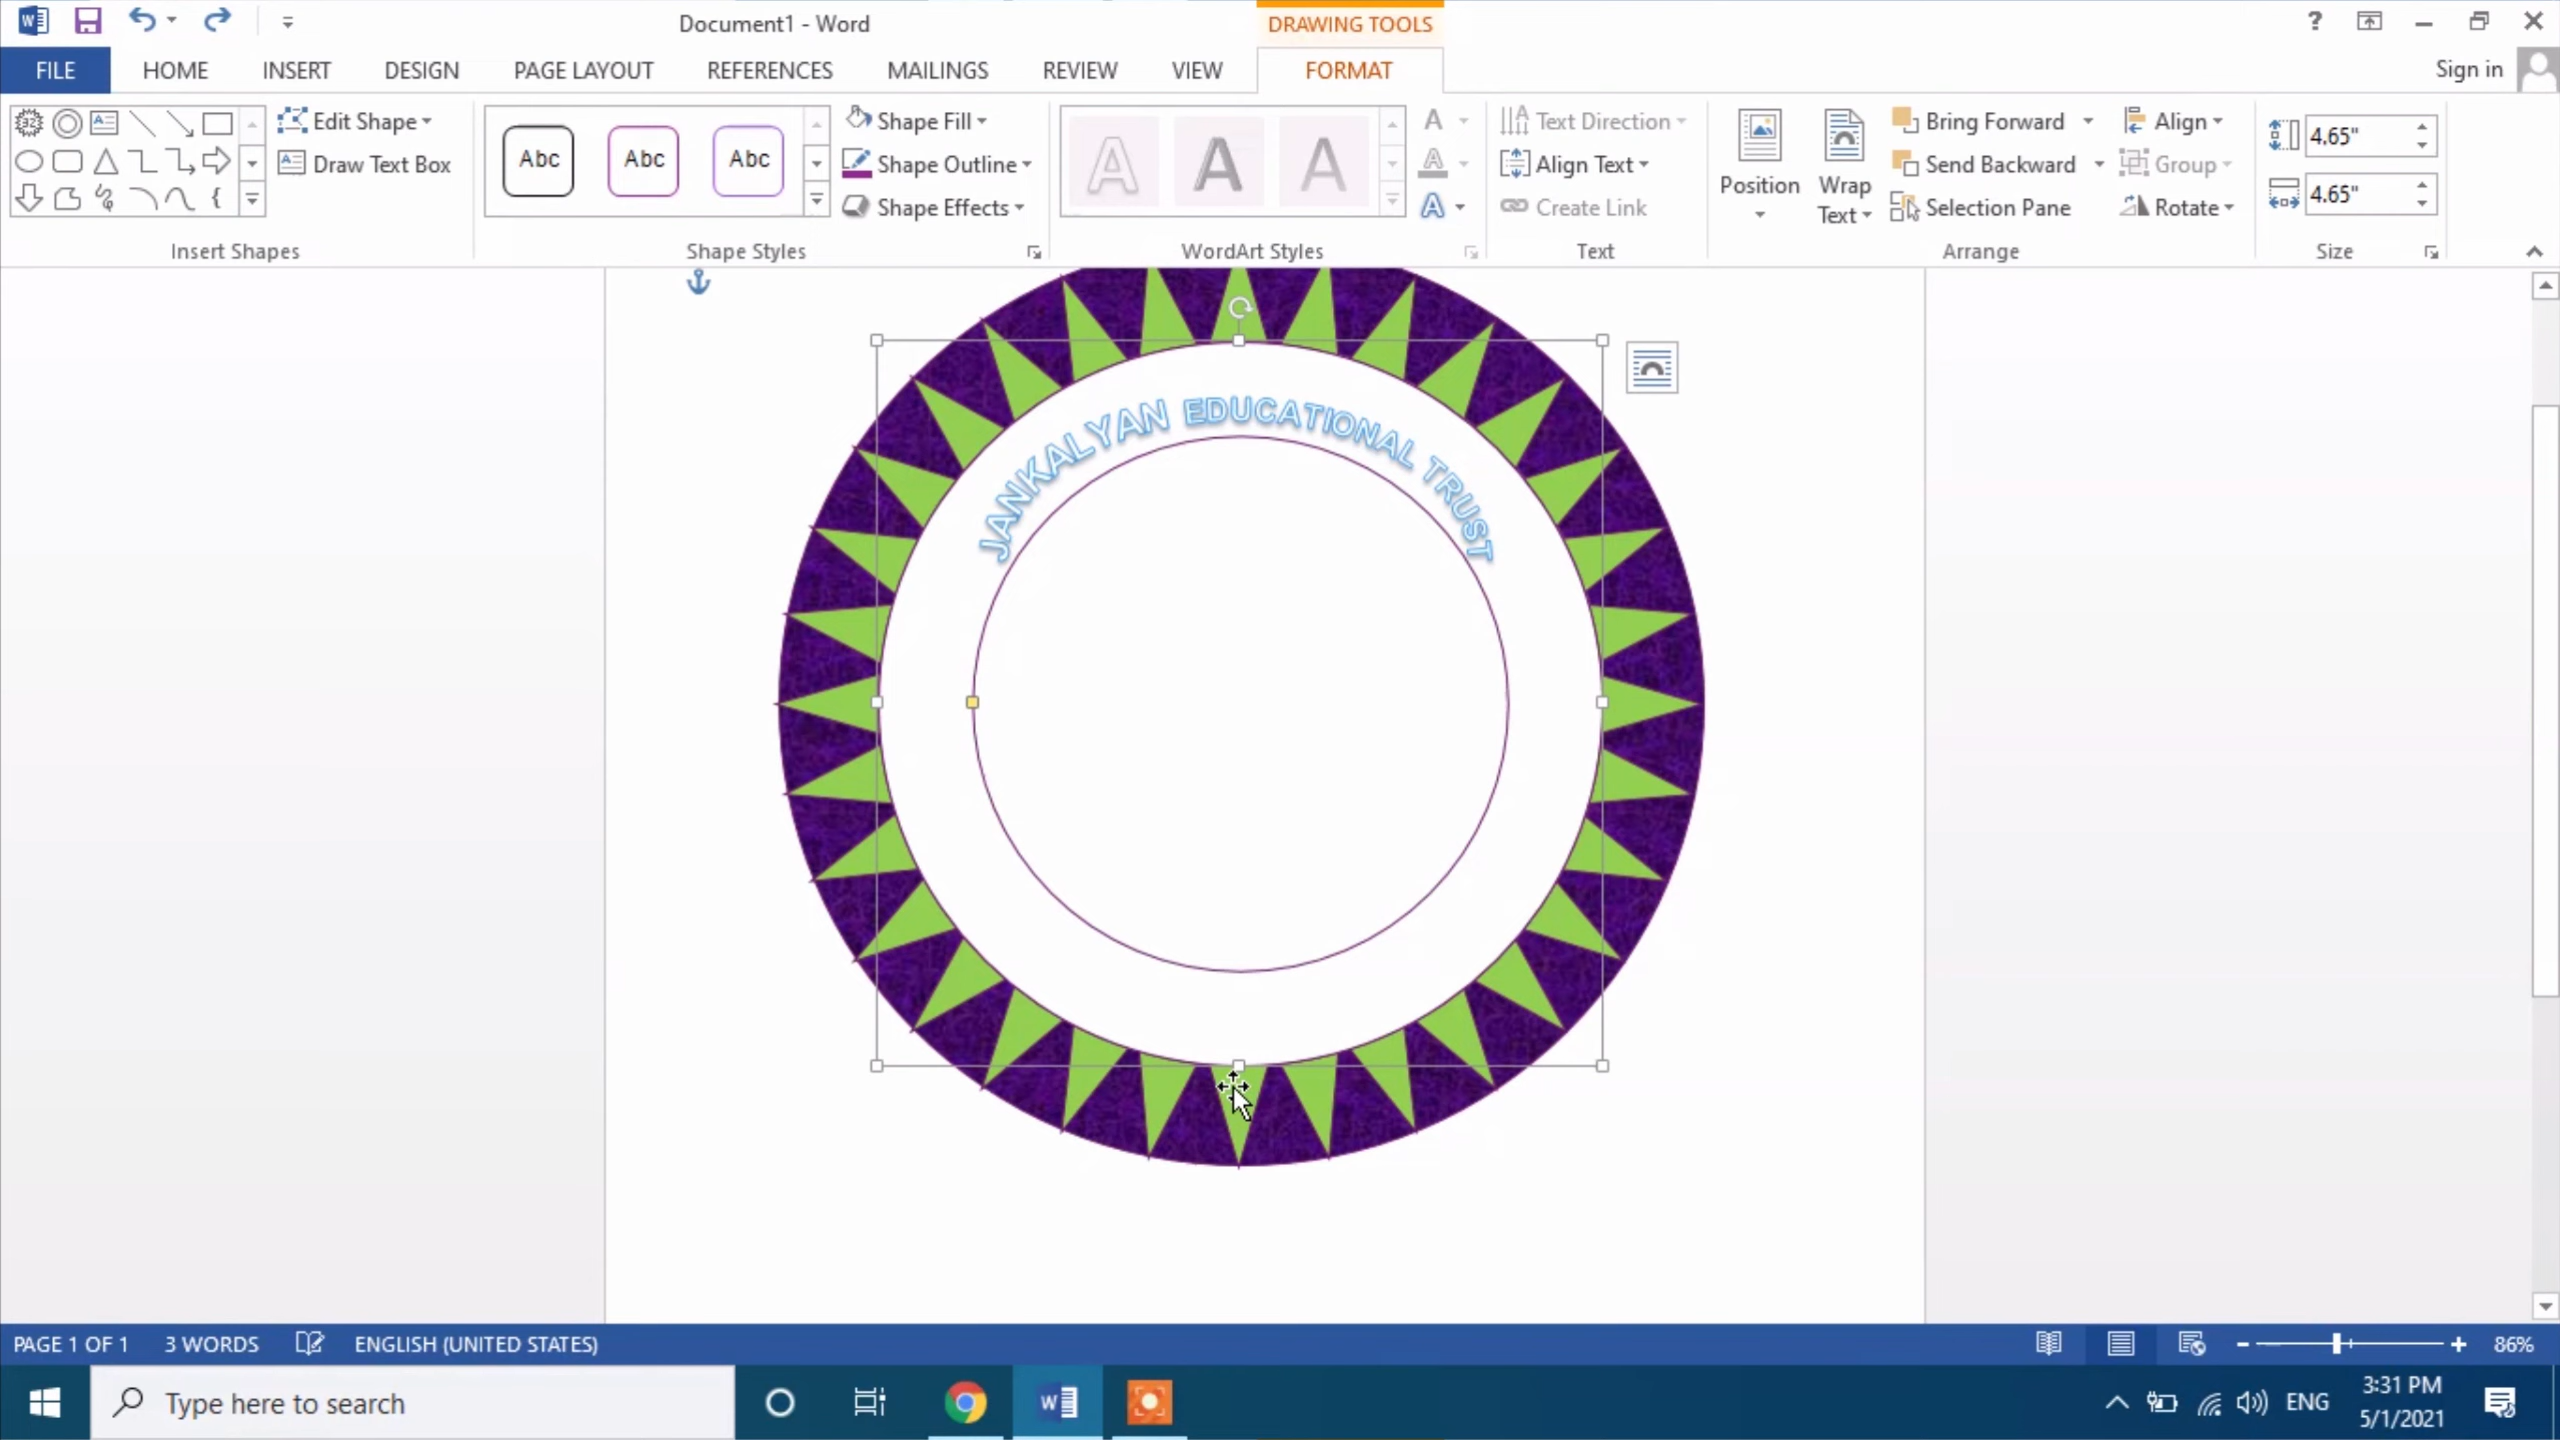 Document1 - Word
DRAWING TOOLS
?
FILE
HOME
INSERT
DESIGN
PAGE LAYOUT
REFERENCES
MAILINGS
REVIEW
VIEW
FORMAT
Sign in
Edit Shape
Draw Text Box
Insert Shapes
Abc
Abc
Abc
Shape Fill
Shape Outline
Shape Effects
Shape Styles
A
A
A
A
A
A
WordArt Styles
Text Direction
Align Text
Create Link
Text
Position
Wrap
Text
Bring Forward
Send Backward
Selection Pane
Align
Group
Rotate
Arrange
4.65"
4.65"
Size
JANKALYAN EDUCATIONAL TRUST
PAGE 1 OF 1
3 WORDS
ENGLISH (UNITED STATES)
86%
Type here to search
ENG
3:31 PM
5/1/2021